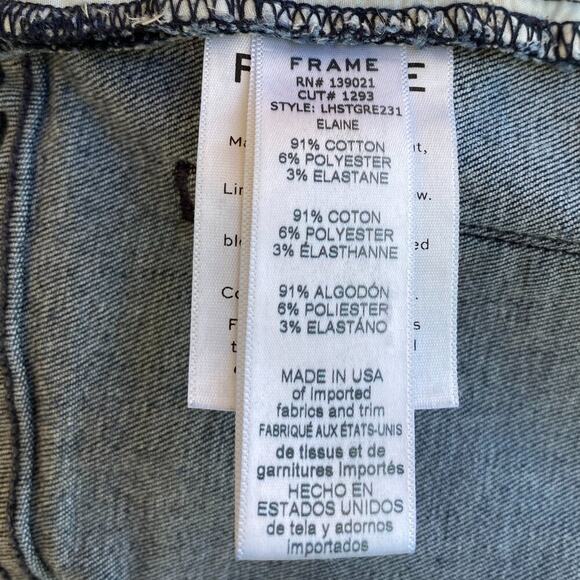 FRAME
RN# 139021
CUT# 1293
STYLE: LHSTGRE231
ELAINE
91% COTTON
6% POLYESTER
3% ELASTANE
91% COTON
6% POLYESTER
3% ÉLASTHANNE
91% ALGODÓN
6% POLIESTER
3% ELASTÁNO
MADE IN USA
of imported
fabrics and trim
FABRIQUÉ AUX ÉTATS-UNIS
de tissus et de
garnitures importés
HECHO EN
ESTADOS UNIDOS
de tela y adornos
importados